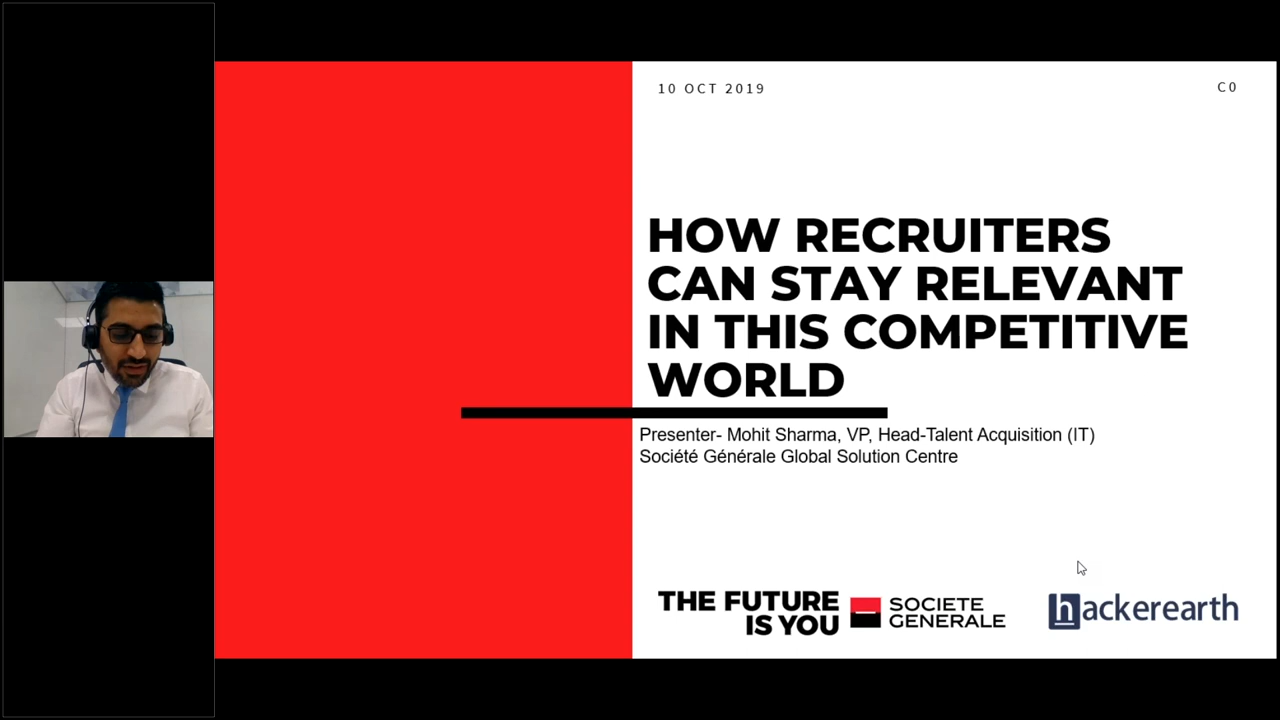 10 OCT 2019
C0
HOW RECRUITERS
CAN STAY RELEVANT
IN THIS COMPETITIVE
WORLD
Presenter- Mohit Sharma, VP, Head-Talent Acquisition (IT)
Société Générale Global Solution Centre
THE FUTURE
IS YOU
SOCIETE
GENERALE
hackerearth